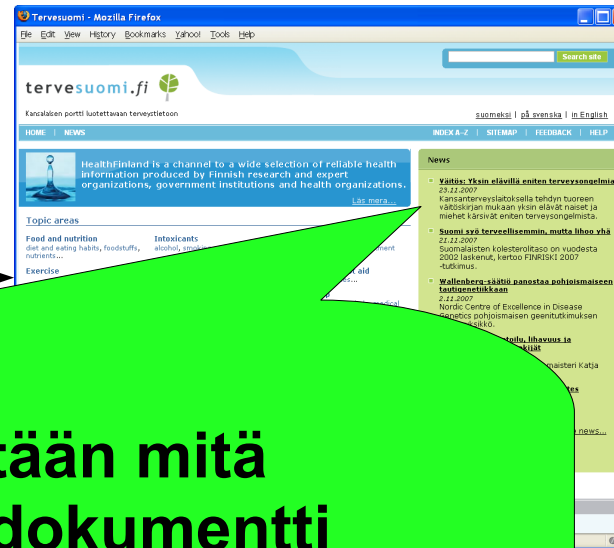 Tervesuomi - Mozilla Firefox
File Edit View History Bookmarks Yahoo! Tools Help
Search site
tervesuomi.fi
Kansalaisen portti luotettavaan terveystietoon
suomeksi | på svenska | in English
HOME | NEWS
INDEX A-Z | SITEMAP | FEEDBACK | HELP
HealthFinland is a channel to a wide selection of reliable health
information produced by Finnish research and expert
organizations, government institutions and health organizations.
Läs mera...
Topic areas
Food and nutrition
diet and eating habits, foodstuffs,
nutrients...
Intoxicants
alcohol,
Exercise
aid
News
Väitös: Yksin elävillä eniten terveysongelmia
23.11.2007
Kansanterveyslaitoksella tehdyn tuoreen
väitöskirjan mukaan yksin elävät naiset ja
miehet kärsivät eniten terveysongelmista.
Suomi syö terveellisemmin, mutta lihoo yhä
21.11.2007
Suomalaisten kolesterolitaso on vuodesta
2002 laskenut, kertoo FINRISKI 2007
-tutkimus.
Wallenberg-säätiö panostaa pohjoismaiseen
tautigenetiikkaan
2.11.2007
Nordic Centre of Excellence in Disease
Genetics pohjoismaisen geenitutkimuksen
lihavuus ja
Katja
news...
tään mitä
dokumentti